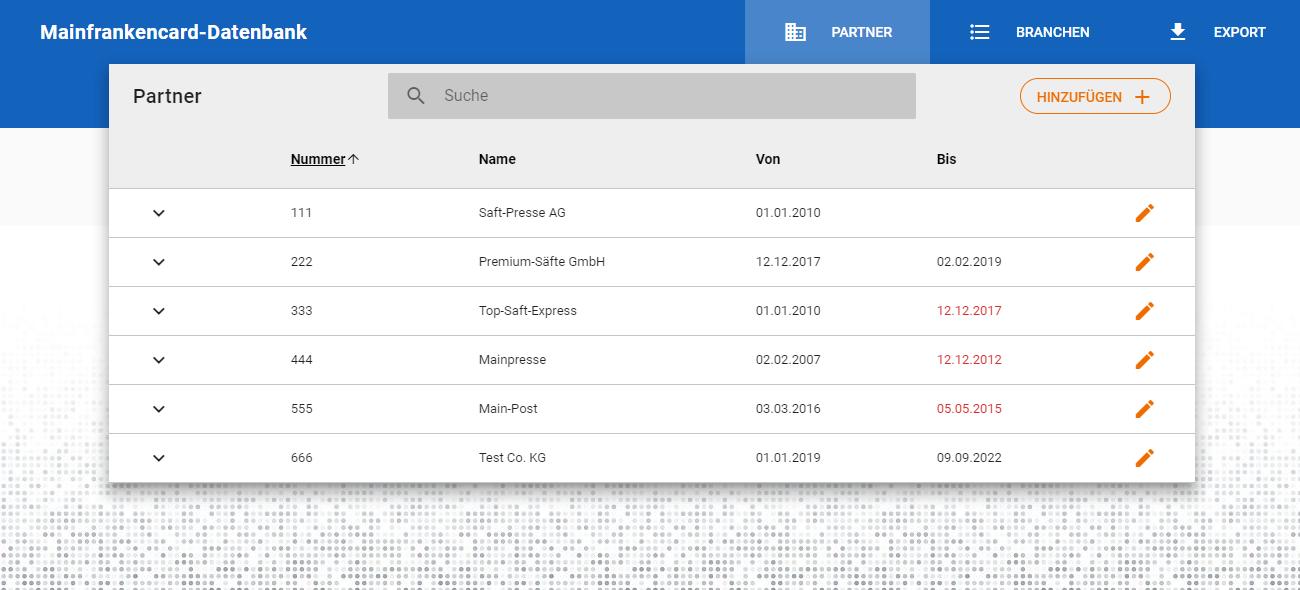 Mainfrankencard-Datenbank PARTNER BRANCHEN EXPORT
Partner Suche HINZUFÜGEN
Nummer Name Von Bis
111 Saft-Presse AG 01.01.2010
222 Premium-Säfte GmbH 12.12.2017 02.02.2019
333 Top-Saft-Express 01.01.2010 12.12.2017
444 Mainpresse 02.02.2007 12.12.2012
555 Main-Post 03.03.2016 05.05.2015
666 Test Co. KG 01.01.2019 09.09.2022